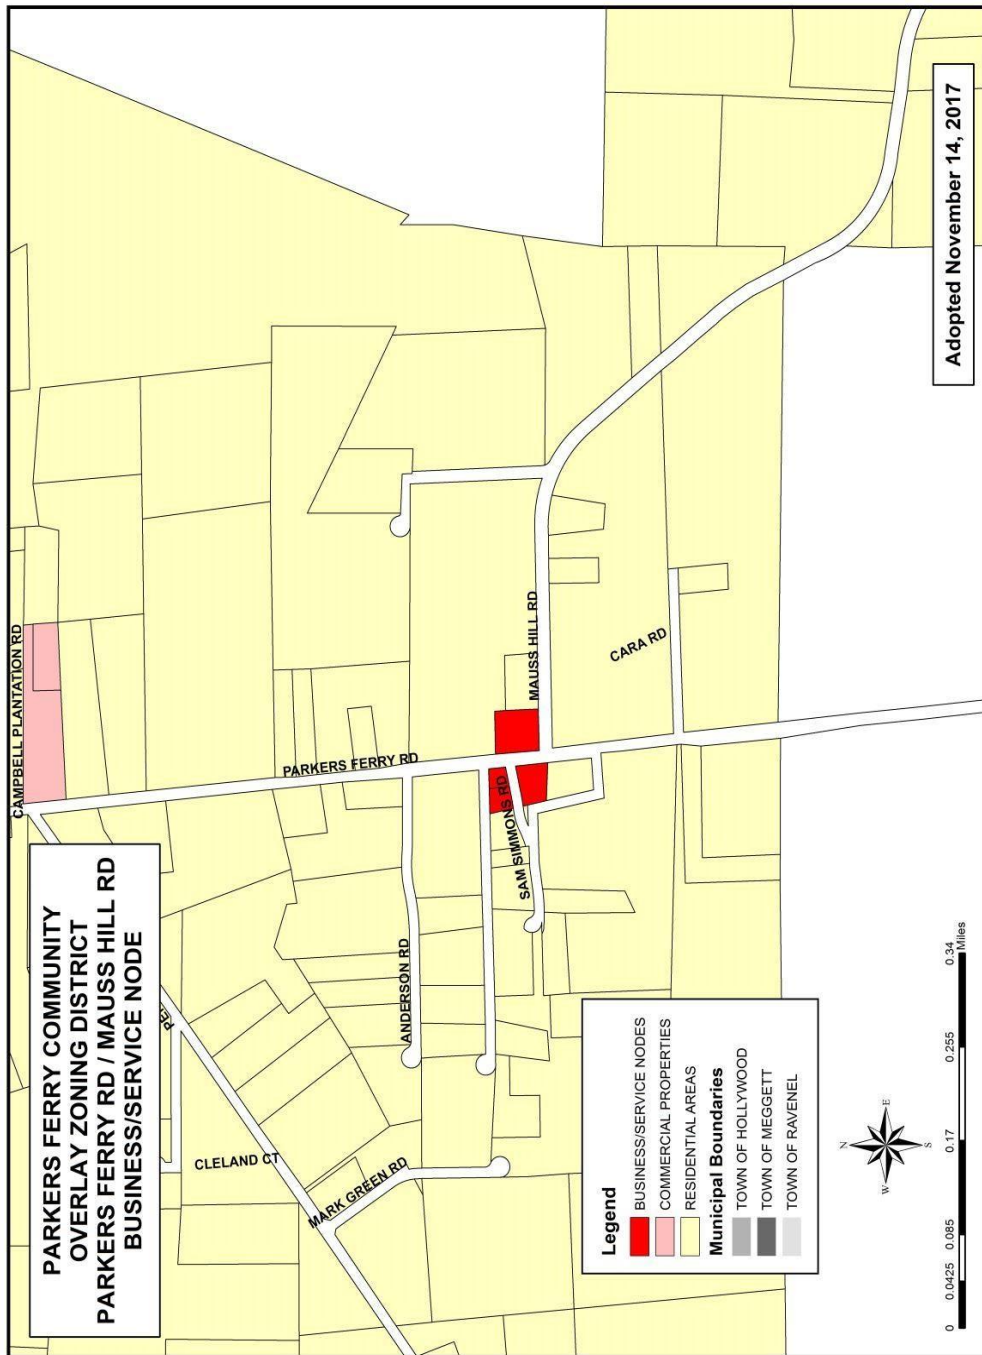 PARKERS FERRY COMMUNITY
OVERLAY ZONING DISTRICT
PARKERS FERRY RD / MAUSS HILL RD
BUSINESS/SERVICE NODE
CAMPBELL PLANTATION RD
PARKERS FERRY RD
MAUSS HILL RD
CARA RD
SAM SIMMONS RD
ANDERSON RD
CLELAND CT
MARK GREEN RD
Legend
BUSINESS/SERVICE NODES
COMMERCIAL PROPERTIES
RESIDENTIAL AREAS
Municipal Boundaries
TOWN OF HOLLYWOOD
TOWN OF MEGGETT
TOWN OF RAVENEL
N
W
E
S
0 0.0425 0.085 0.17 0.255 0.34
Miles
Adopted November 14, 2017